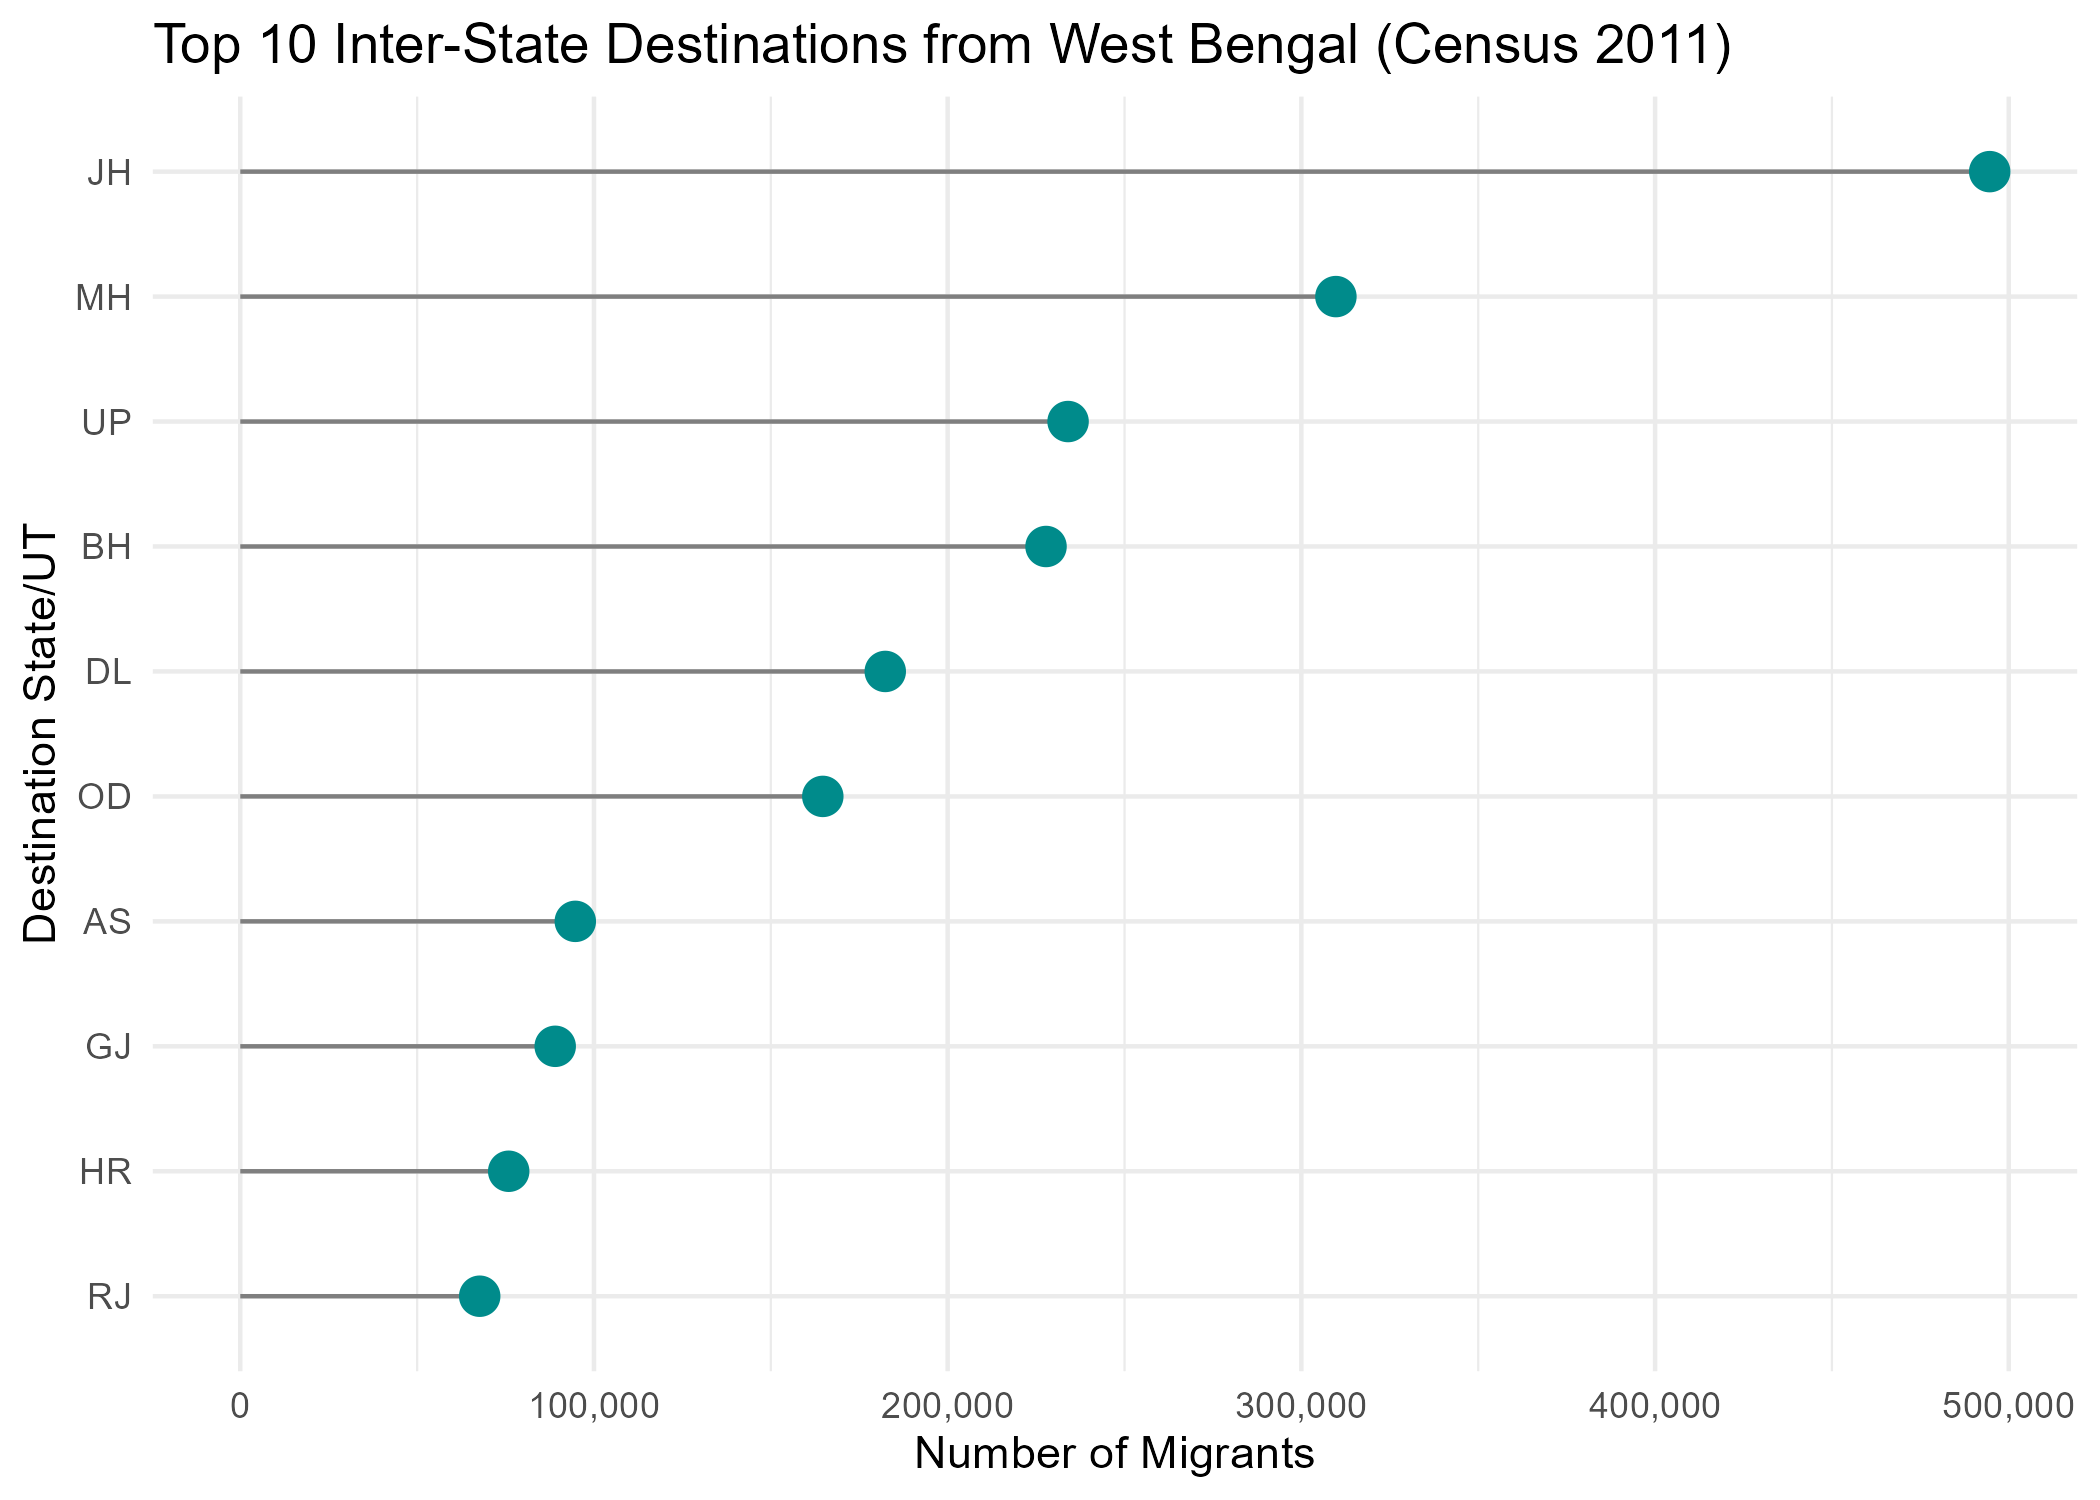 Top 10 Inter-State Destinations from West Bengal (Census 2011)
Destination State/UT
JH
MH
UP
BH
DL
OD
AS
GJ
HR
RJ
0 100,000 200,000 300,000 400,000 500,000
Number of Migrants